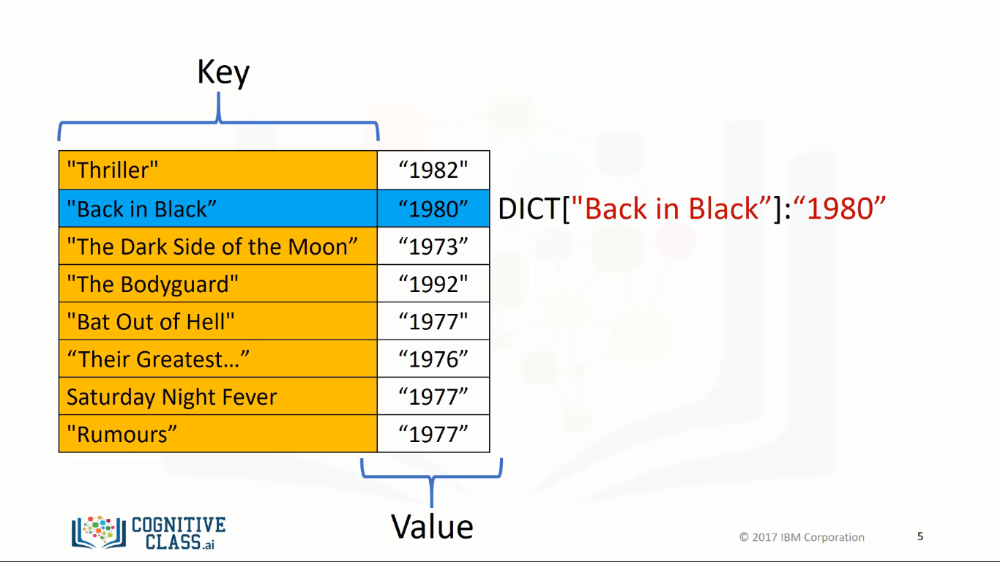 Key
"Thriller" “1982"
"Back in Black” “1980” DICT["Back in Black”]:“1980”
"The Dark Side of the Moon” “1973”
"The Bodyguard" “1992"
"Bat Out of Hell" “1977"
“Their Greatest…” “1976”
Saturday Night Fever “1977”
"Rumours” “1977”
Value
COGNITIVE
CLASS.ai
© 2017 IBM Corporation 5